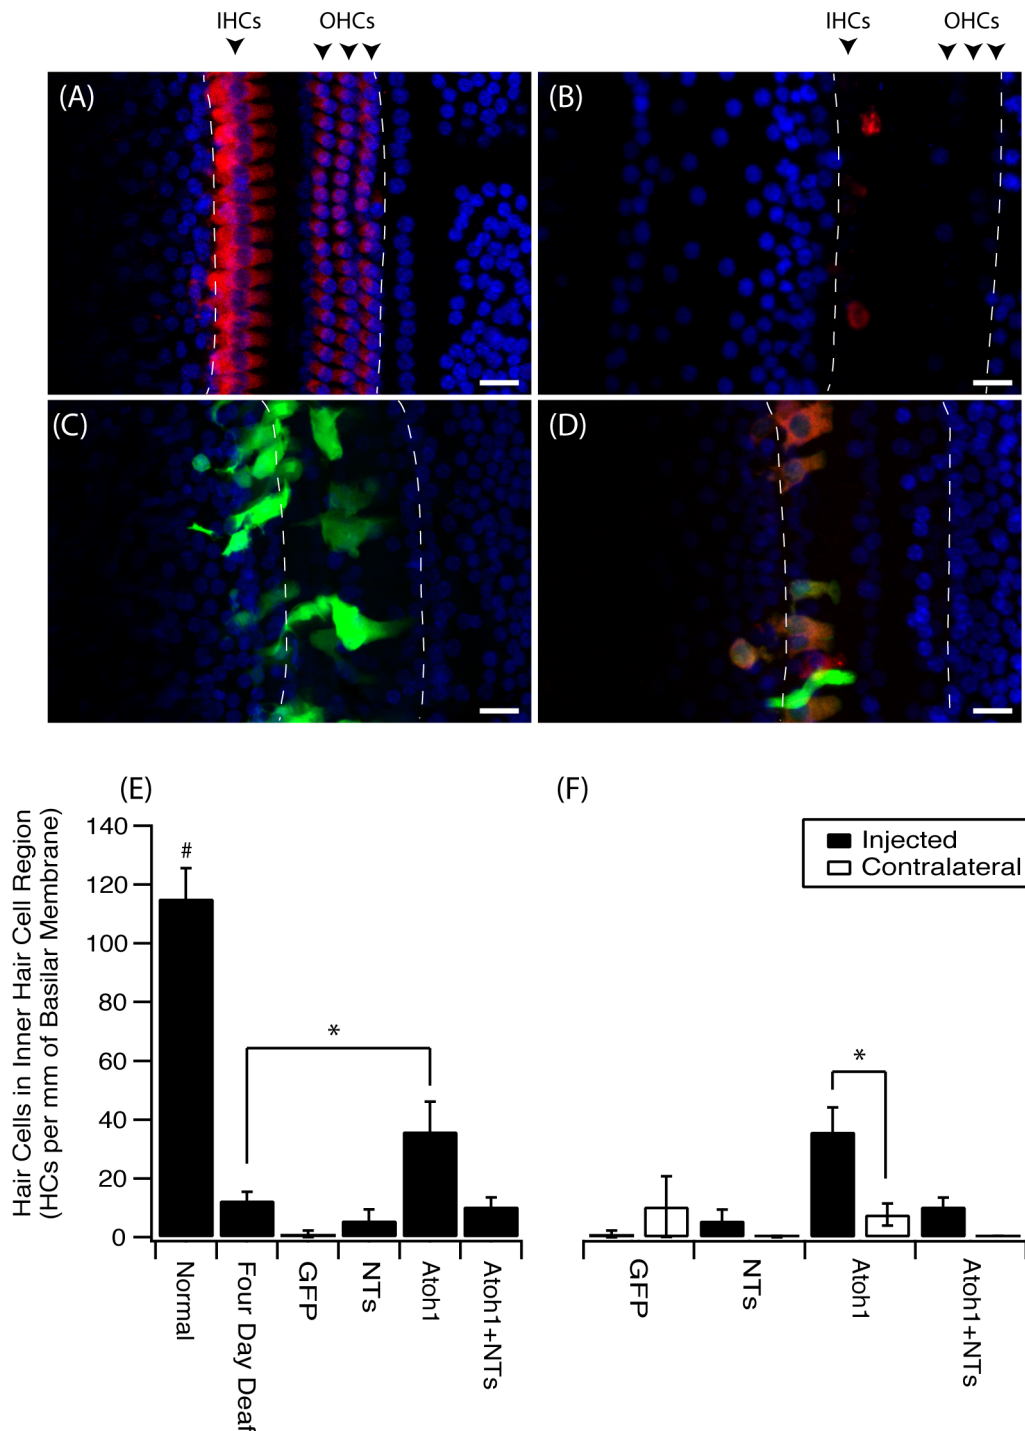 IHCs OHCs IHCs OHCs
(A) (B)
(C) (D)
(E) (F)
Hair Cells in Inner Hair Cell Region
(HCs per mm of Basilar Membrane)
140
120
100
80
60
40
20
0
#
*
*
Injected
Contralateral
Normal
Four Day Deaf
GFP
NTs
Atoh1
Atoh1+NTs
GFP
NTs
Atoh1
Atoh1+NTs